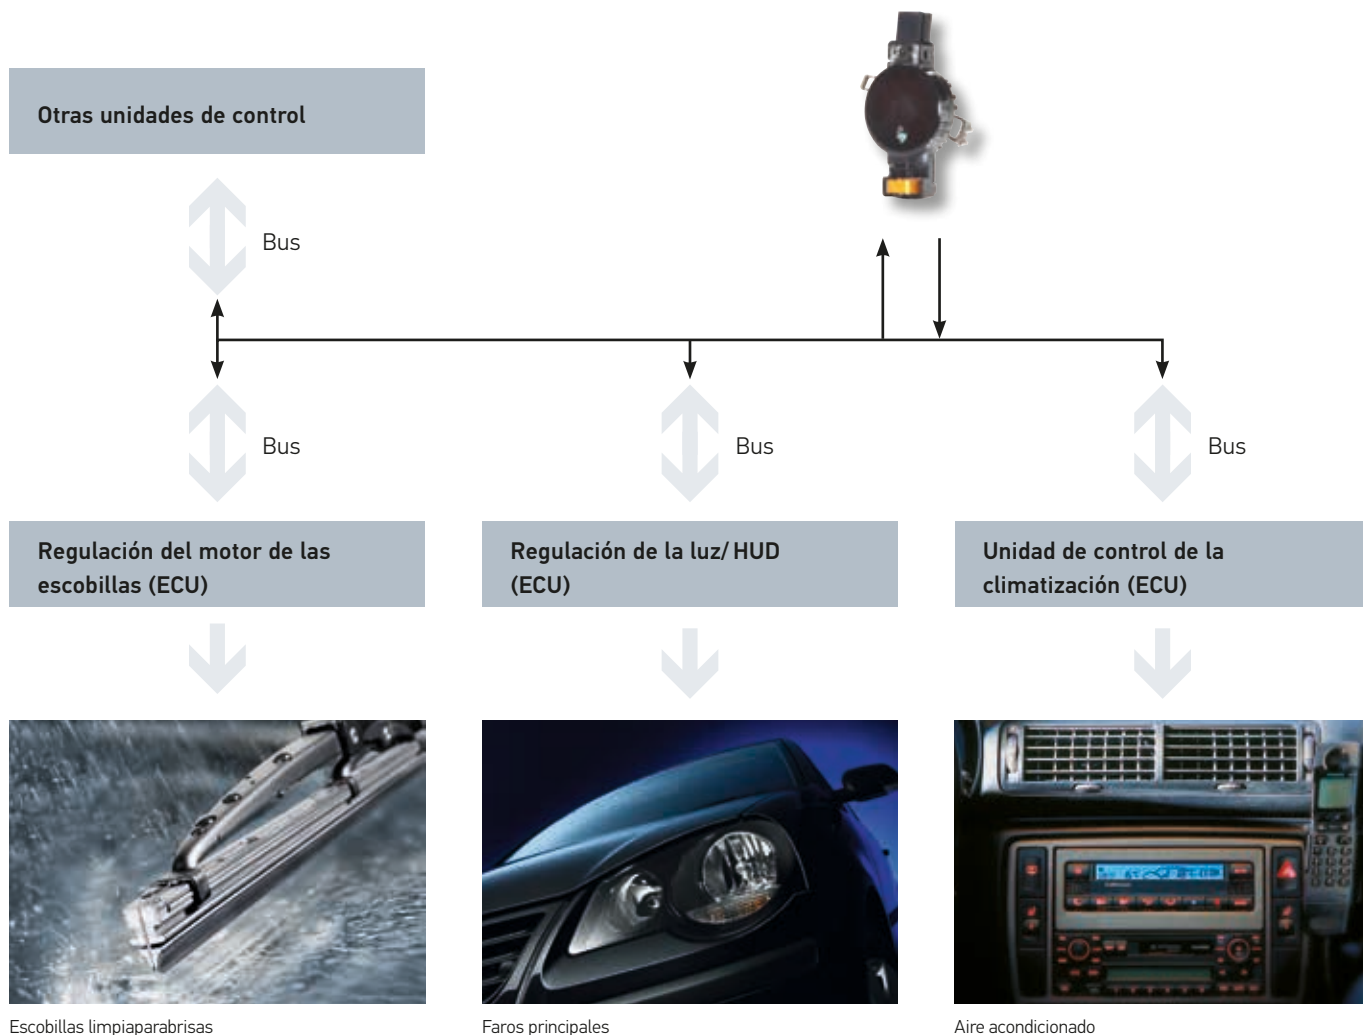 Otras unidades de control
Bus
Bus
Bus
Bus
Regulación del motor de las
escobillas (ECU)
Regulación de la luz/ HUD
(ECU)
Unidad de control de la
climatización (ECU)
Escobillas limpiaparabrisas
Faros principales
Aire acondicionado